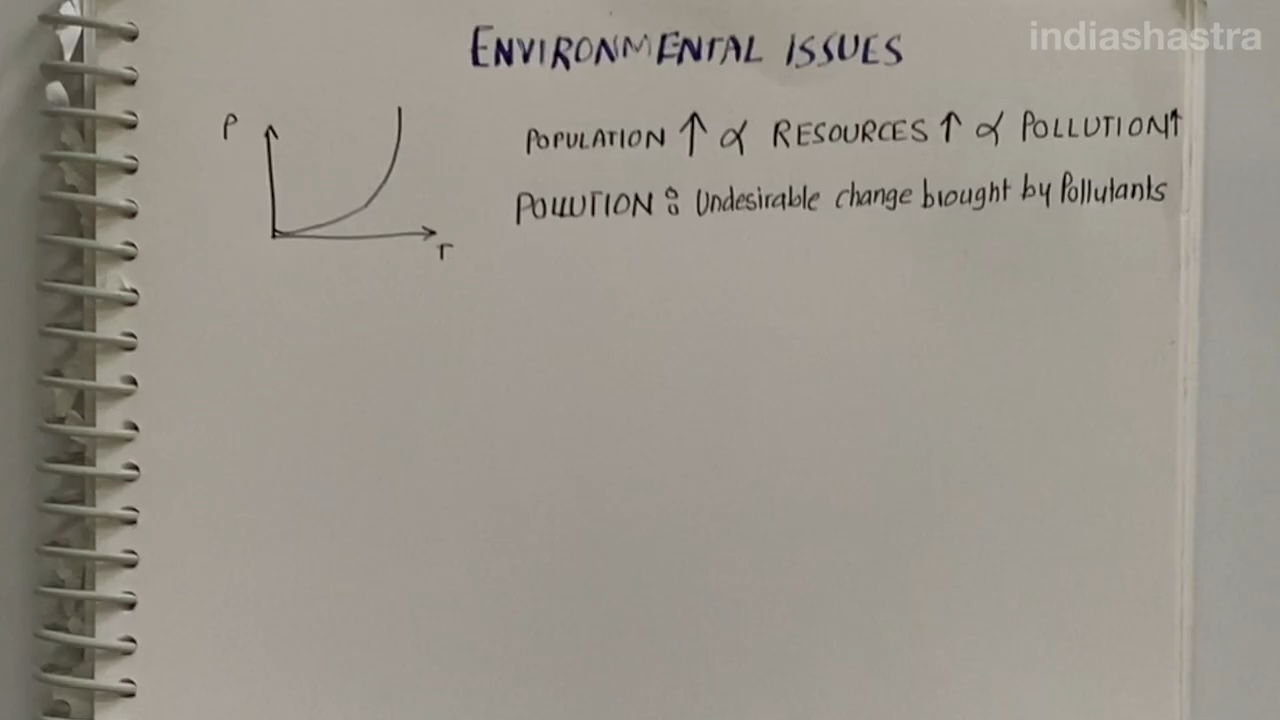 indiashastra
ENVIRONMENTAL ISSUES
P
POPULATION ↑ ∝ RESOURCES ↑ ∝ POLLUTION↑
POLLUTION : Undesirable change brought by Pollutants
T